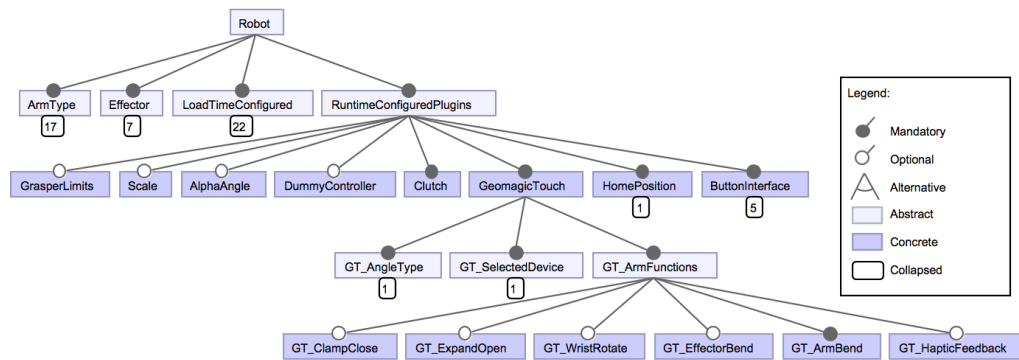 Robot
ArmType
Effector
LoadTimeConfigured
RuntimeConfiguredPlugins
17
7
22
GrasperLimits
Scale
AlphaAngle
DummyController
Clutch
GeomagicTouch
HomePosition
ButtonInterface
1
5
GT_AngleType
GT_SelectedDevice
GT_ArmFunctions
1
1
GT_ClampClose
GT_ExpandOpen
GT_WristRotate
GT_EffectorBend
GT_ArmBend
GT_HapticFeedback
Legend:
Mandatory
Optional
Alternative
Abstract
Concrete
Collapsed